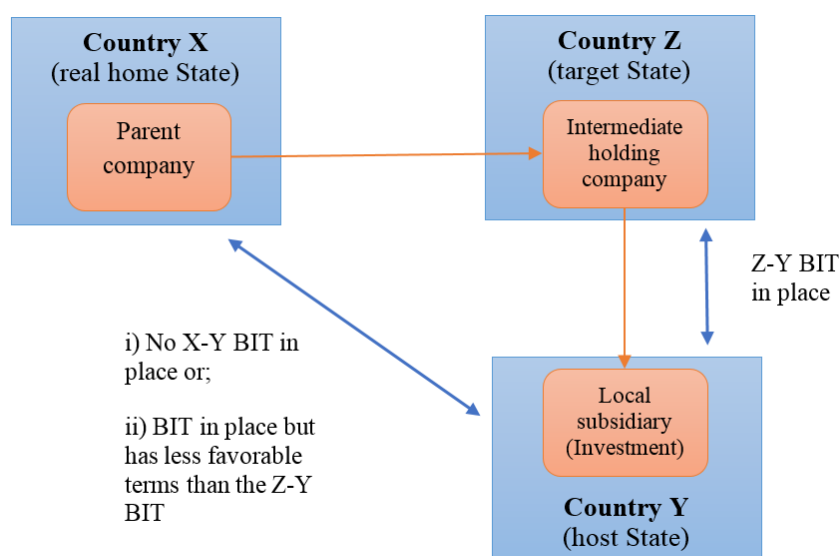 Country X
(real home State)
Parent
company
Country Z
(target State)
Intermediate
holding
company
Z-Y BIT
in place
i) No X-Y BIT in
place or;
ii) BIT in place but
has less favorable
terms than the Z-Y
BIT
Local
subsidiary
(Investment)
Country Y
(host State)